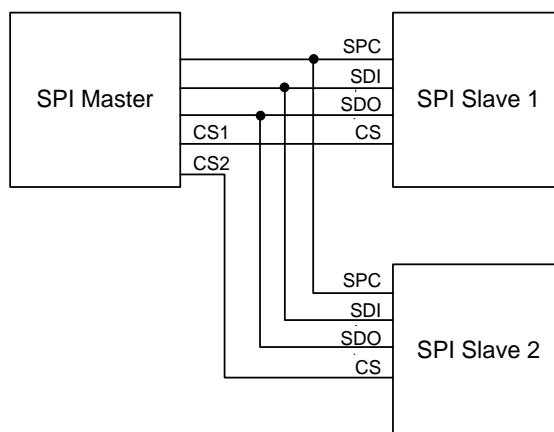 SPI Master
CS1
CS2
SPC
SDI
SDO
CS
SPI Slave 1
SPC
SDI
SDO
CS
SPI Slave 2